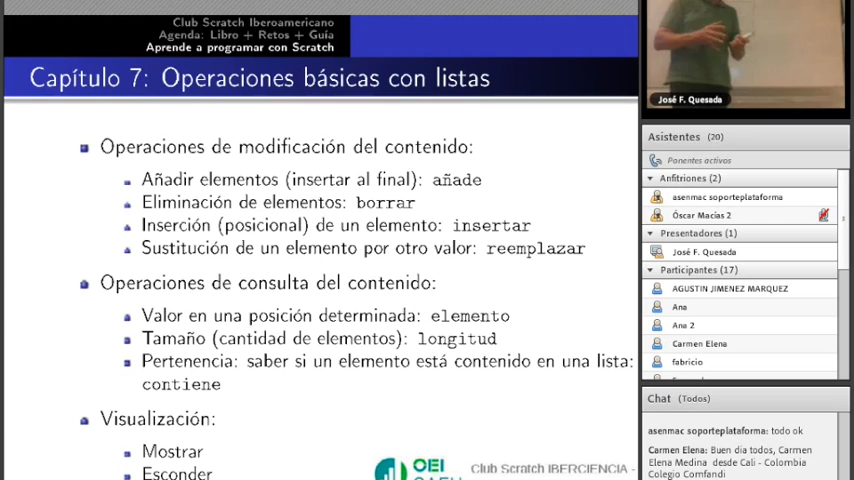 Club Scratch Iberoamericano
Agenda: Libro + Retos + Guía
Aprende a programar con Scratch
Capítulo 7: Operaciones básicas con listas
Operaciones de modificación del contenido:
Añadir elementos (insertar al final): añade
Eliminación de elementos: borrar
Inserción (posicional) de un elemento: insertar
Sustitución de un elemento por otro valor: reemplazar
Operaciones de consulta del contenido:
Valor en una posición determinada: elemento
Tamaño (cantidad de elementos): longitud
Pertenencia: saber si un elemento está contenido en una lista:
contiene
Visualización:
Mostrar
Esconder
OEI
Club Scratch IBERCIENCIA -
José F. Quesada
Asistentes (20)
Ponentes activos
Anfitriones (2)
asenmac soporteplataforma
Óscar Macías 2
Presentadores (1)
José F. Quesada
Participantes (17)
AGUSTIN JIMENEZ MARQUEZ
Ana
Ana 2
Carmen Elena
fabricio
Chat (Todos)
asenmac soporteplataforma: todo ok
Carmen Elena: Buen dia todos, Carmen
Elena Medina desde Cali - Colombia
Colegio Comfandi